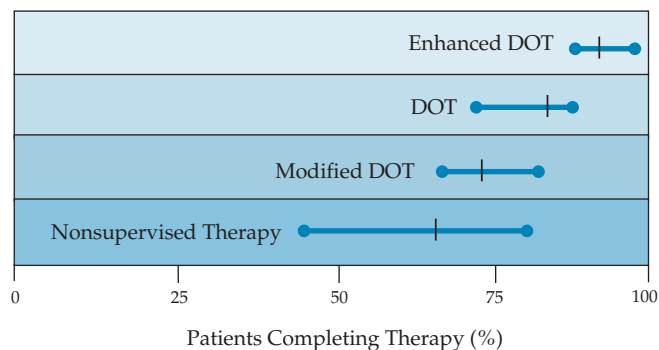 Enhanced DOT
DOT
Modified DOT
Nonsupervised Therapy
0 25 50 75 100
Patients Completing Therapy (%)